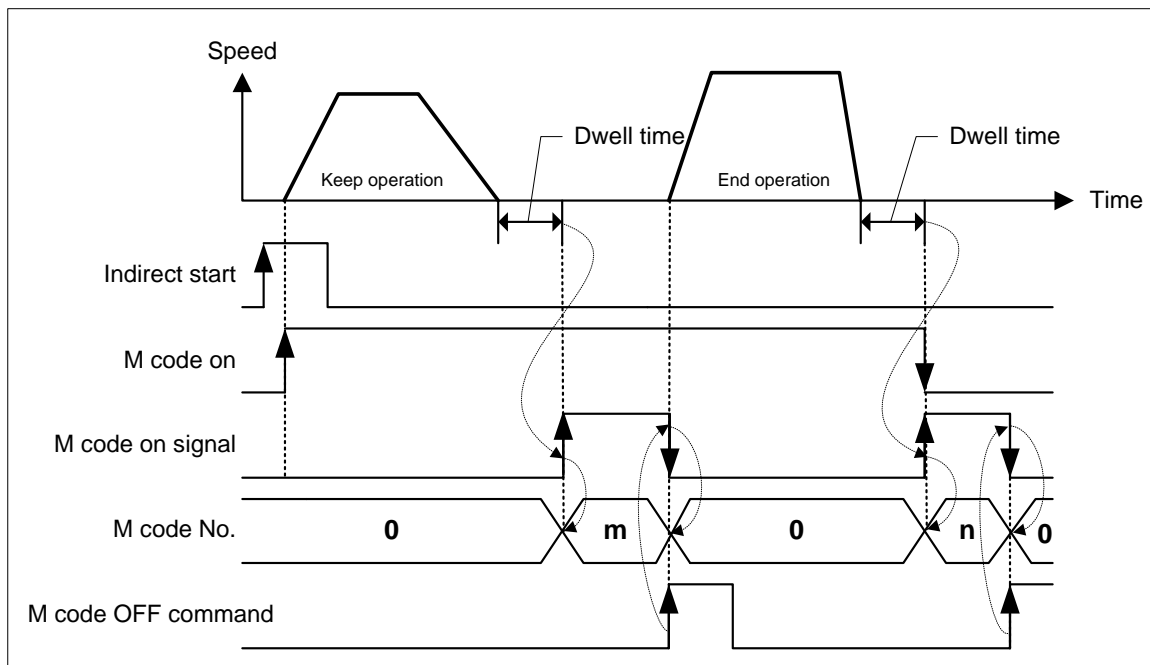 Speed
Dwell time
Dwell time
Keep operation
End operation
Time
Indirect start
M code on
M code on signal
M code No.
0
m
0
n
0
M code OFF command